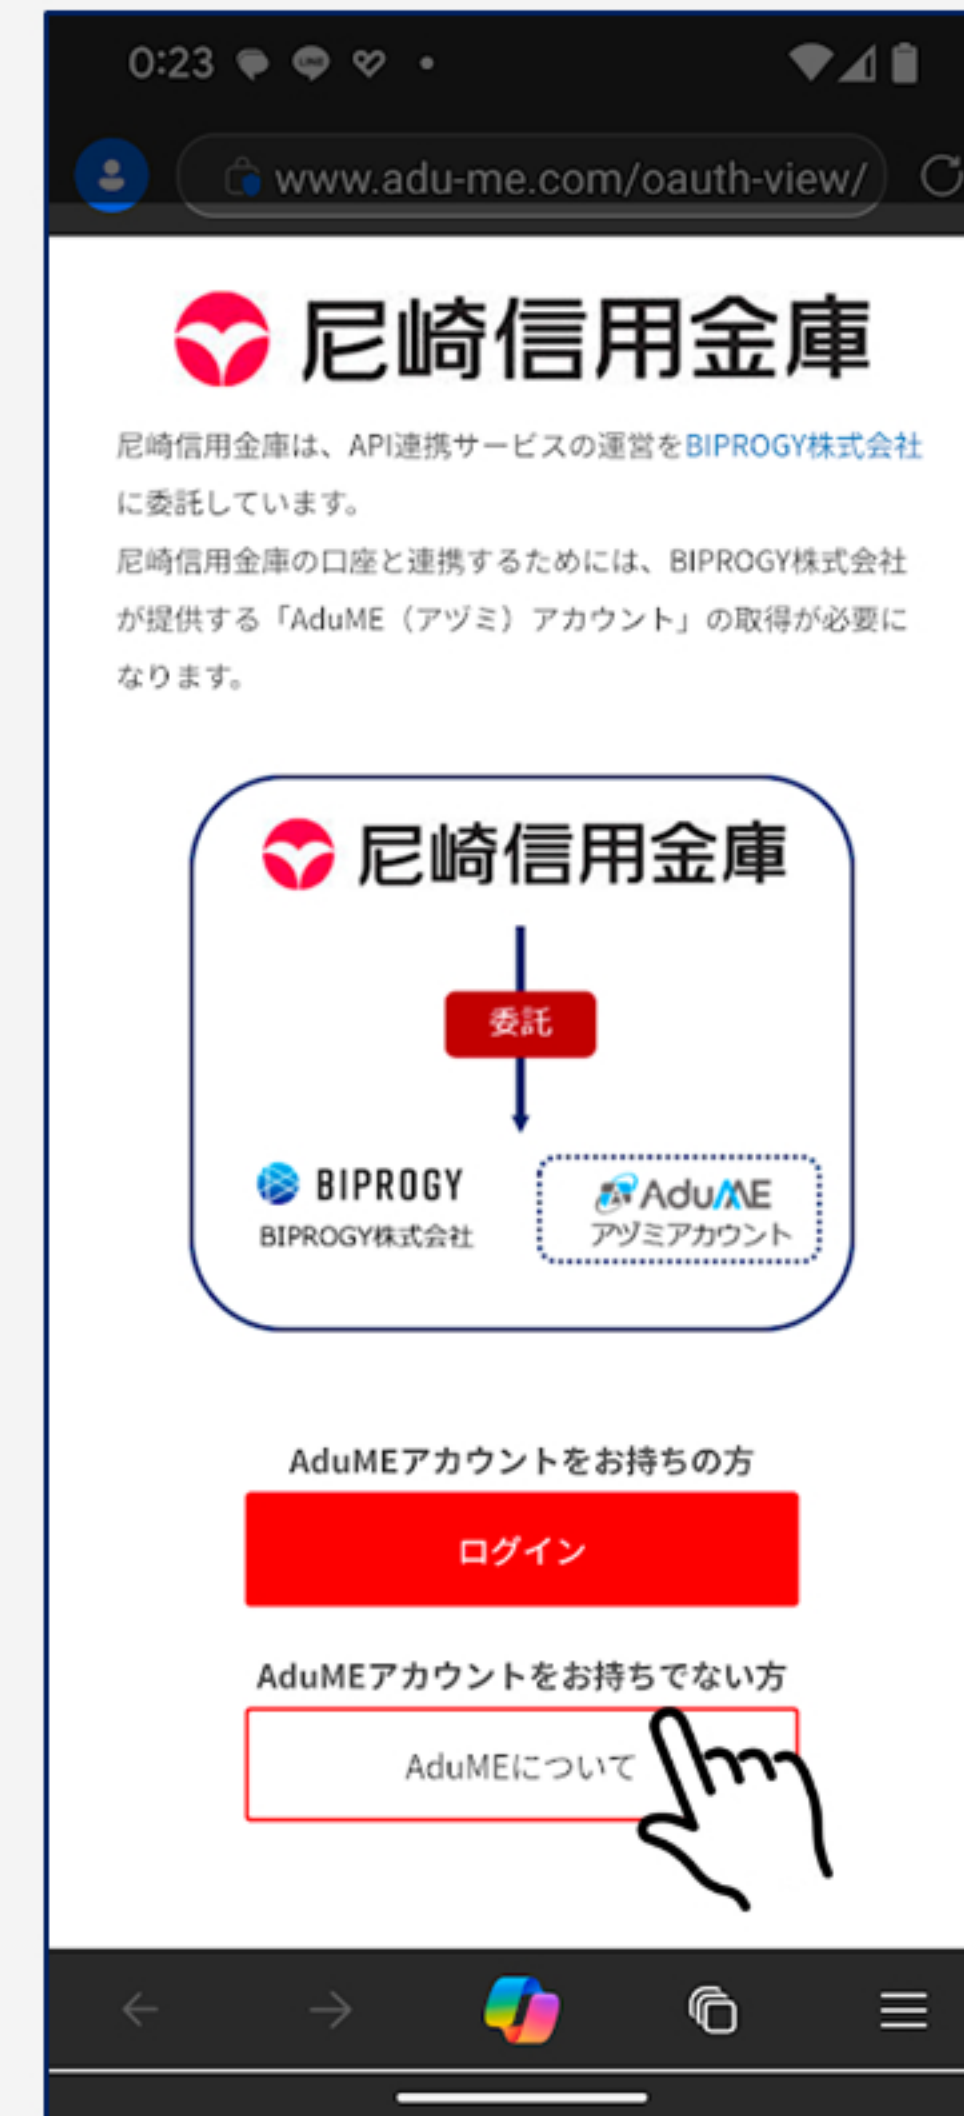 0:23
www.adu-me.com/oauth-view/
尼崎信用金庫
尼崎信用金庫は、API連携サービスの運営をBIPROGY株式会社
に委託しています。
尼崎信用金庫の口座と連携するためには、BIPROGY株式会社
が提供する「AduME（アヅミ）アカウント」の取得が必要に
なります。
尼崎信用金庫
委託
BIPROGY
BIPROGY株式会社
AduME
アヅミアカウント
AduMEアカウントをお持ちの方
ログイン
AduMEアカウントをお持ちでない方
AduMEについて